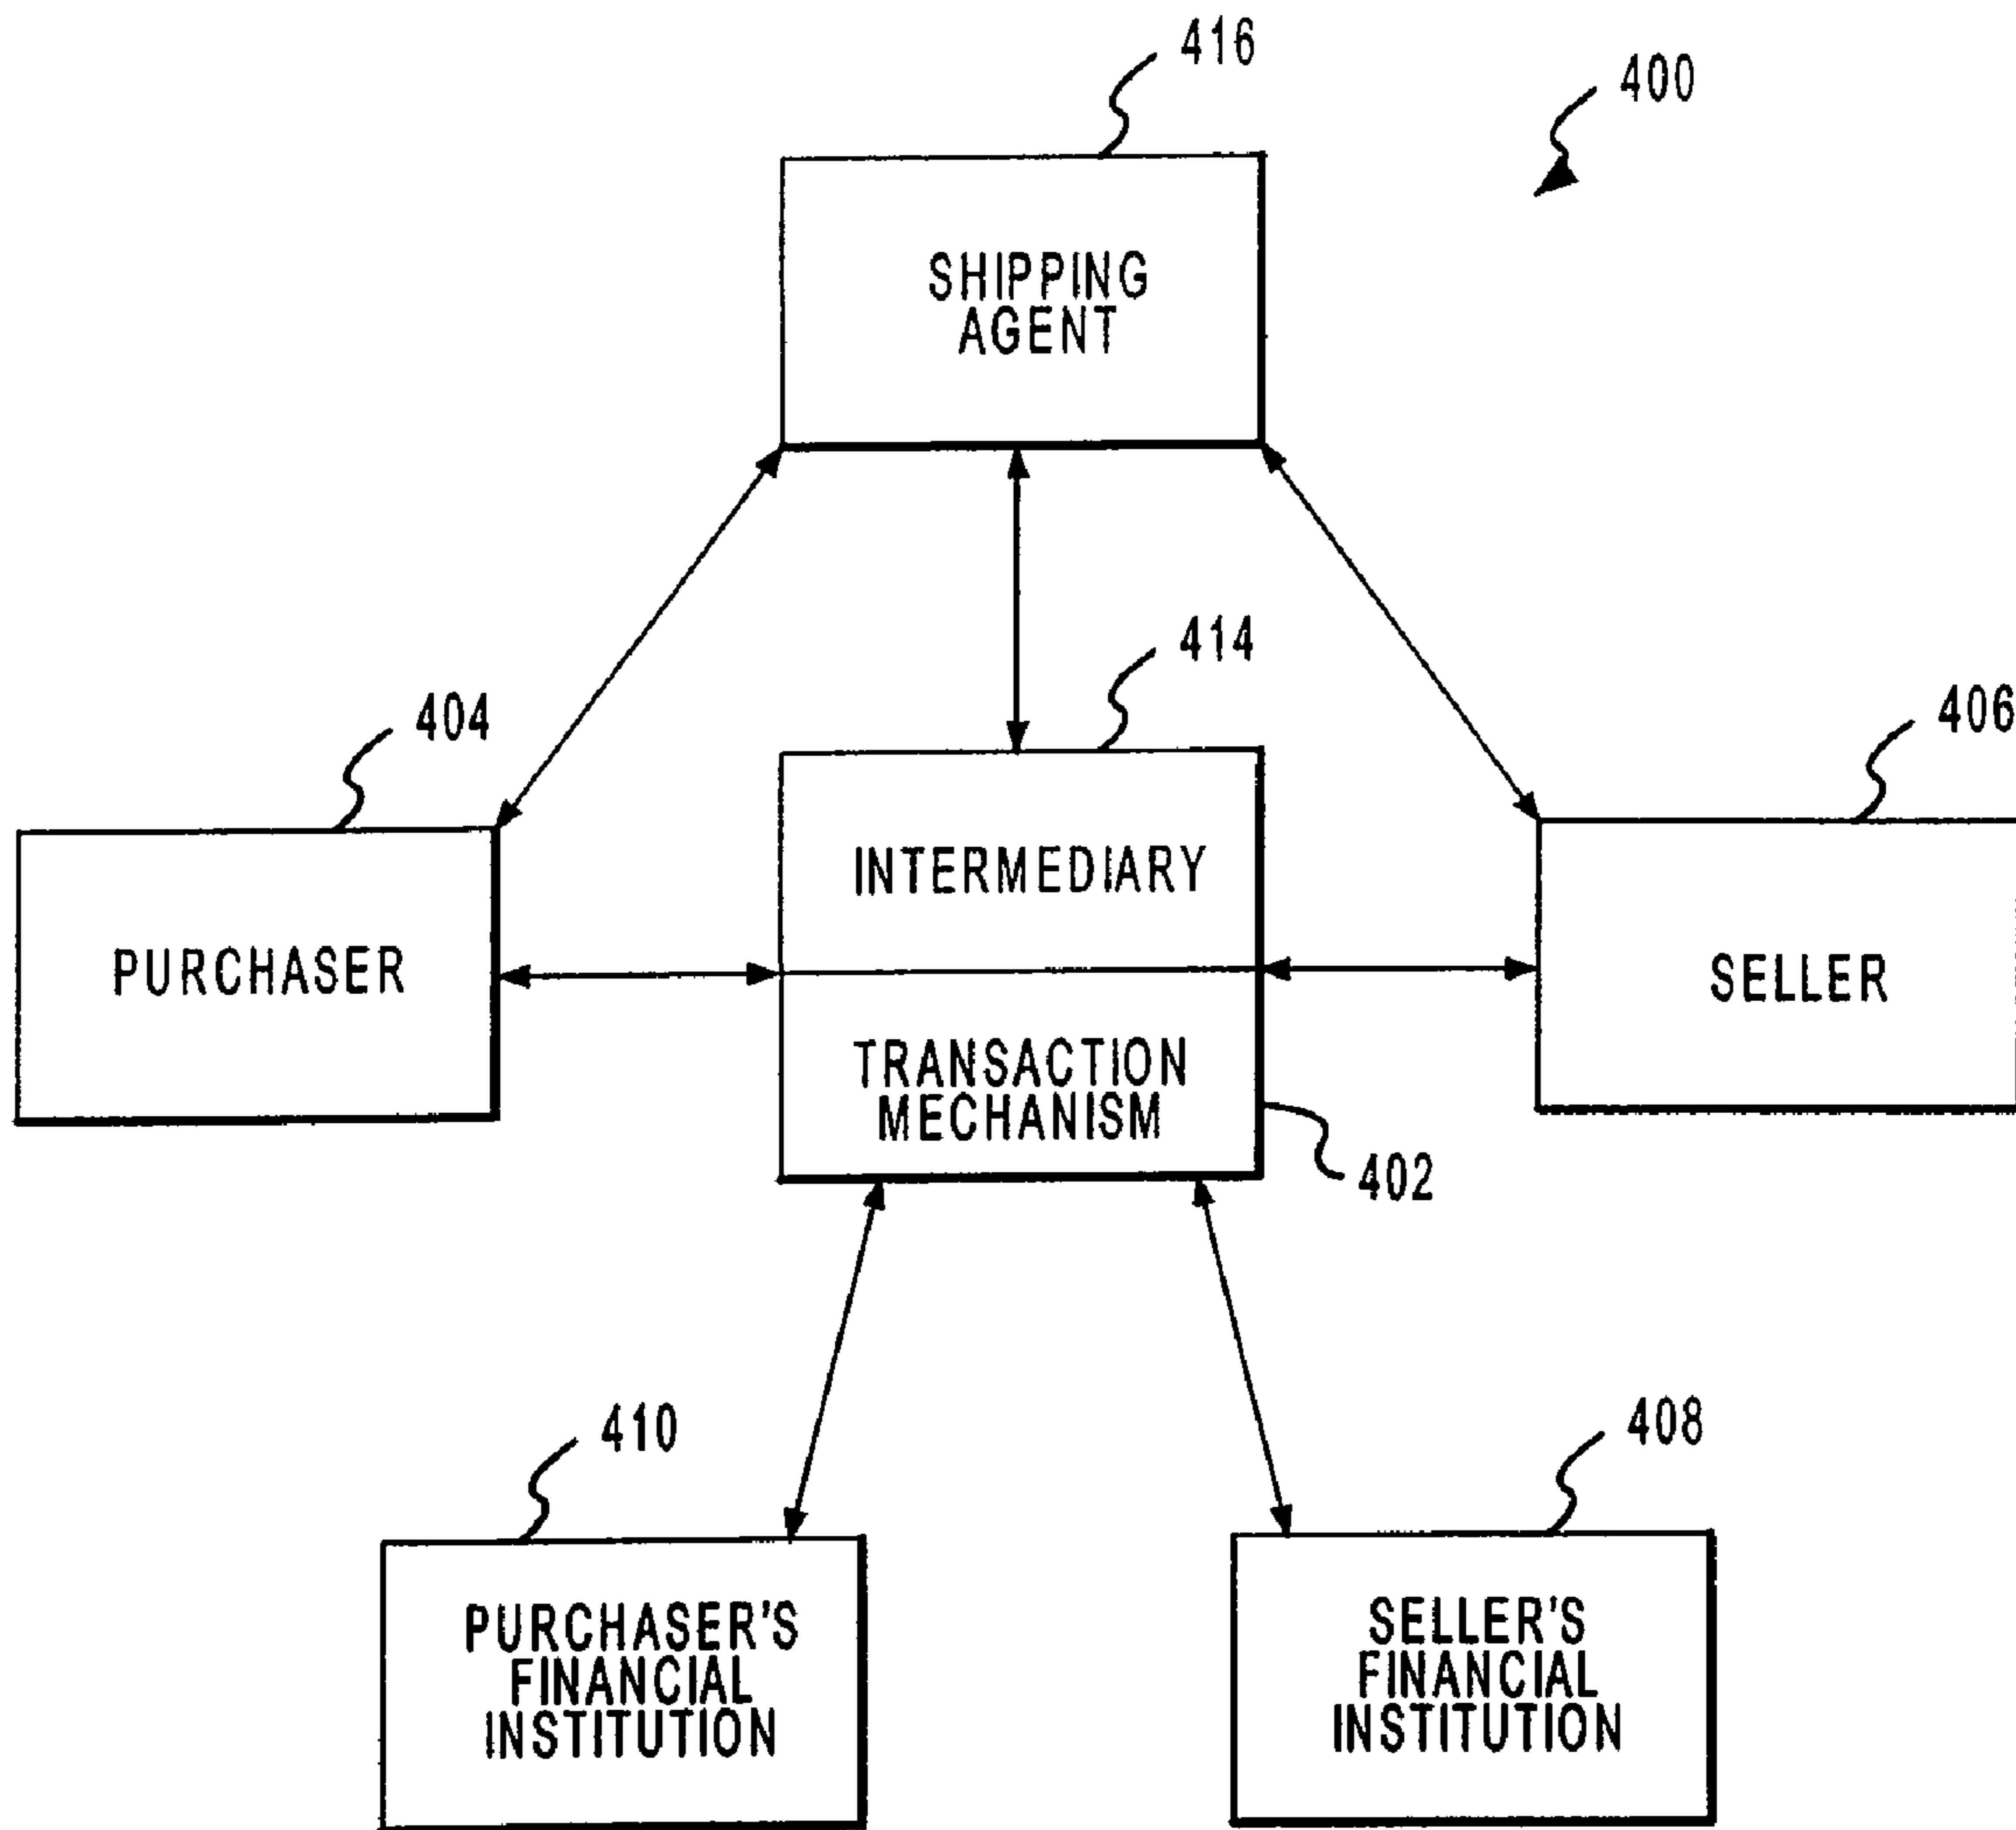 416
400
SHIPPING
AGENT
414
404
406
INTERMEDIARY
PURCHASER
SELLER
TRANSACTION
MECHANISM
402
410
408
PURCHASER'S
FINANCIAL
INSTITUTION
SELLER'S
FINANCIAL
INSTITUTION